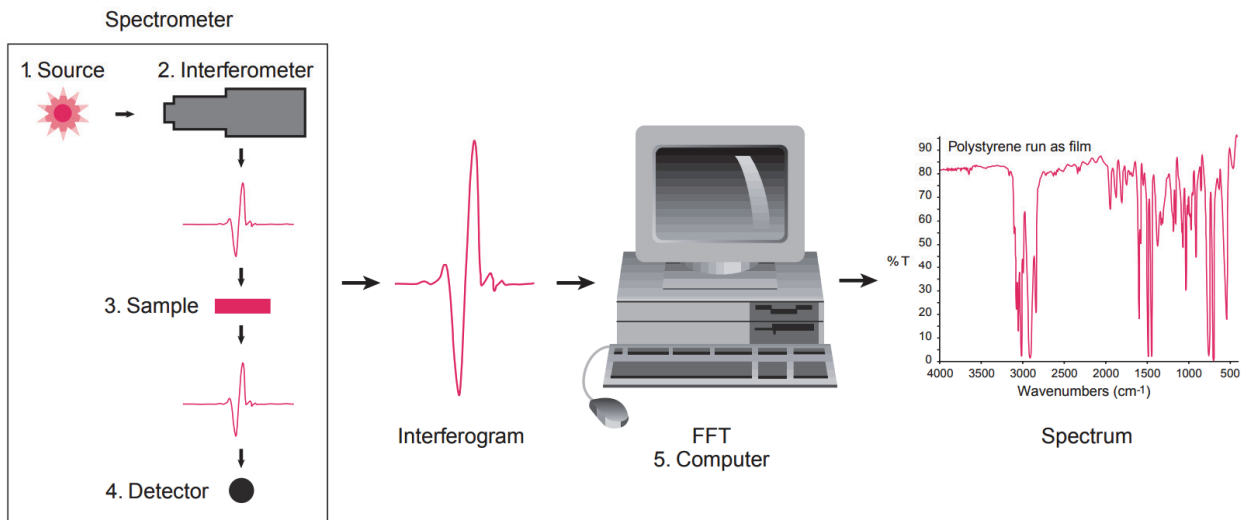 Spectrometer
1. Source
2. Interferometer
3. Sample
4. Detector
Interferogram
FFT
5. Computer
Polystyrene run as film
90
80
70
60
50
40
%T
30
20
10
0
4000 3500 3000 2500 2000 1500 1000 500
Wavenumbers (cm-1)
Spectrum